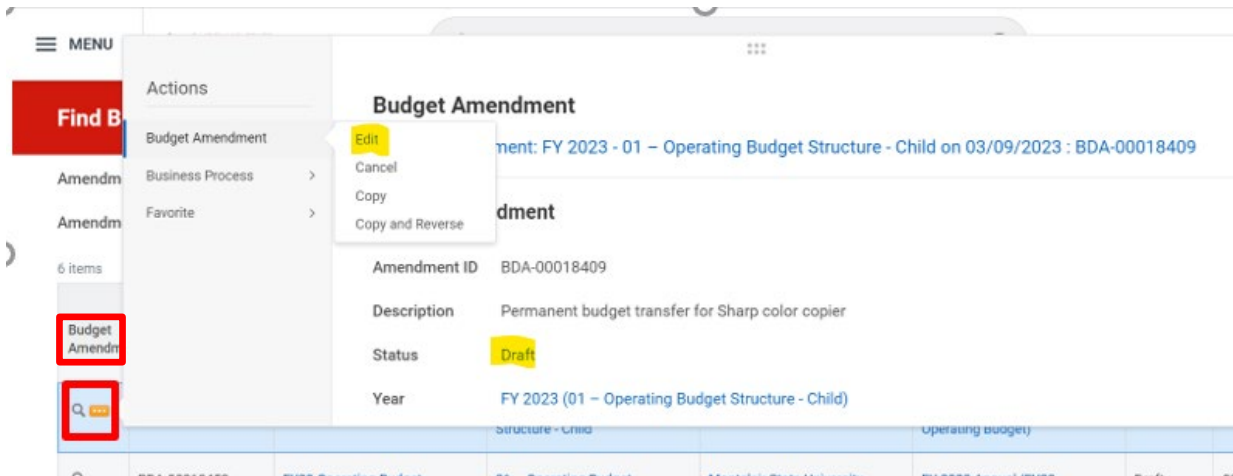 MENU
Find B
Amendm
Amendm
6 items
Budget
Amendm
Actions
Budget Amendment
Business Process
Favorite
Edit
Cancel
Copy
Copy and Reverse
Budget Amendment
ment: FY 2023 - 01 – Operating Budget Structure - Child on 03/09/2023 : BDA-00018409
dment
Amendment ID BDA-00018409
Description Permanent budget transfer for Sharp color copier
Status Draft
Year FY 2023 (01 – Operating Budget Structure - Child)
Structure - Child Operating Budget)